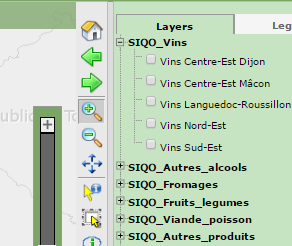 Layers
Leg
SIQO_Vins
Vins Centre-Est Dijon
Vins Centre-Est Mâcon
Vins Languedoc-Roussillon
Vins Nord-Est
Vins Sud-Est
SIQO_Autres_alcools
SIQO_Fromages
SIQO_Fruits_legumes
SIQO_Viande_poisson
SIQO_Autres_produits